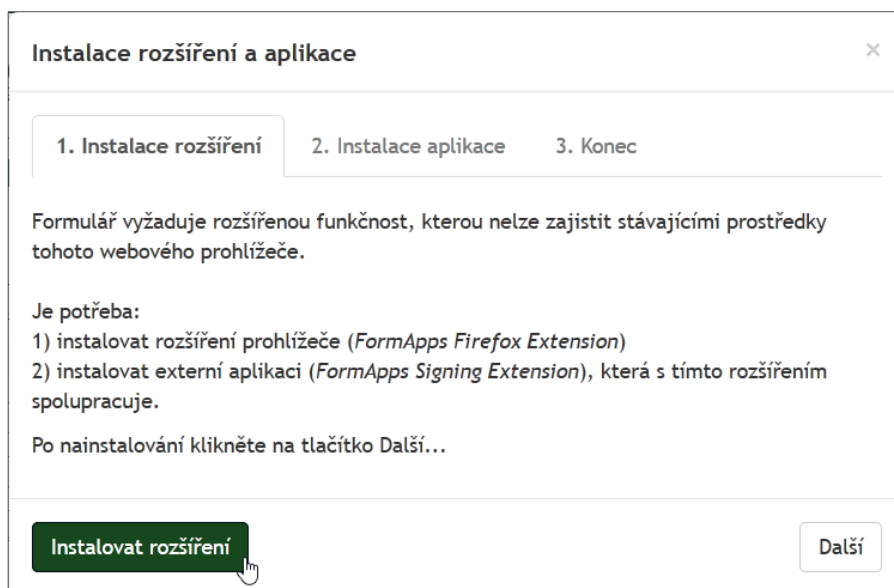 Instalace rozšíření a aplikace
×
1. Instalace rozšíření
2. Instalace aplikace
3. Konec
Formulář vyžaduje rozšířenou funkčnost, kterou nelze zajistit stávajícími prostředky
tohoto webového prohlížeče.
Je potřeba:
1) instalovat rozšíření prohlížeče (FormApps Firefox Extension)
2) instalovat externí aplikaci (FormApps Signing Extension), která s tímto rozšířením
spolupracuje.
Po nainstalování klikněte na tlačítko Další...
Instalovat rozšíření
Další